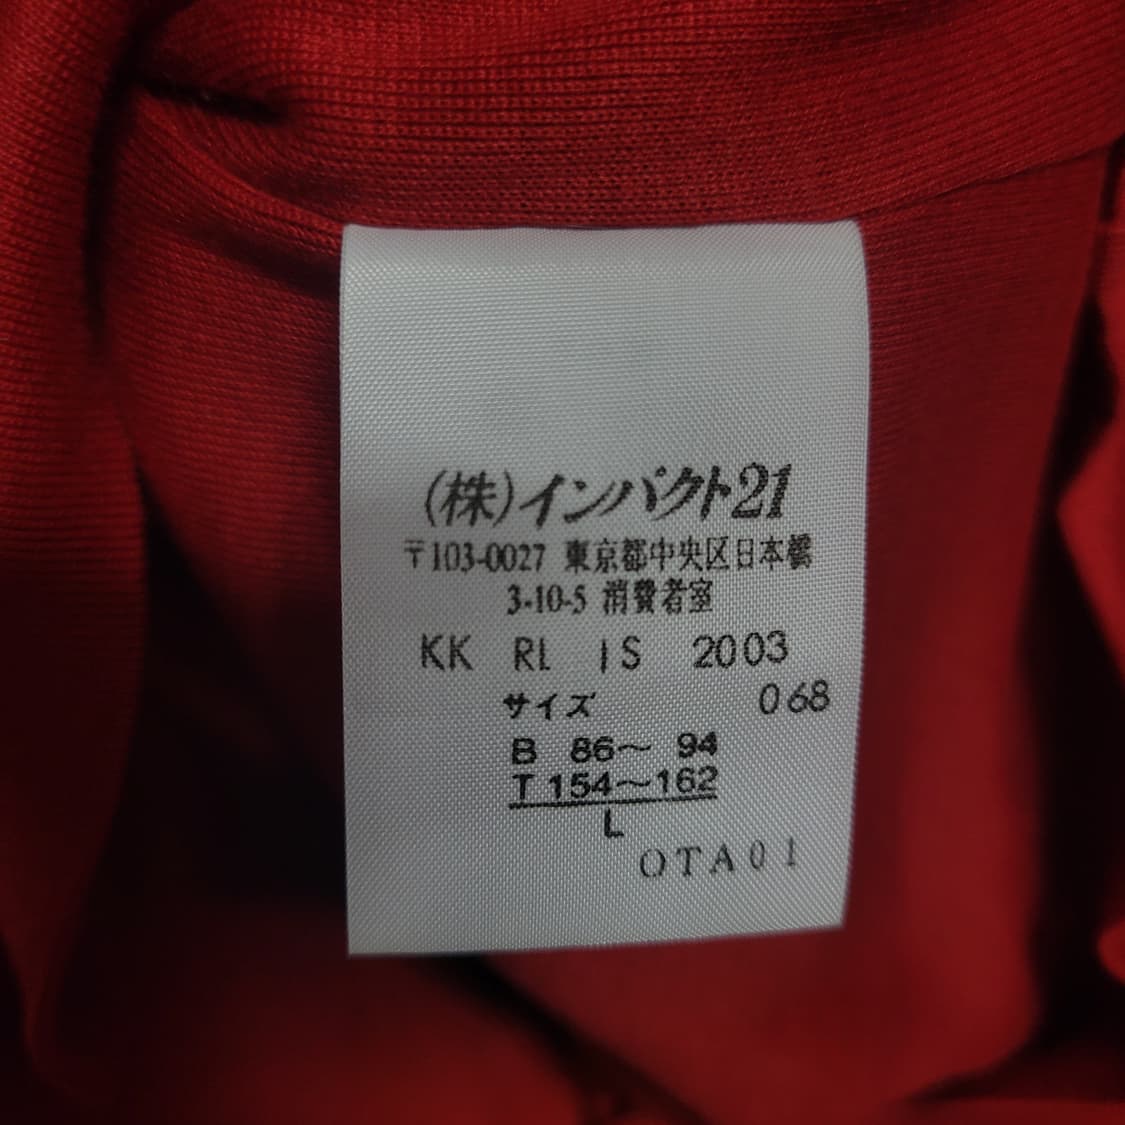 (株)インパクト21
〒103-0027 東京都中央区日本橋
3-10-5 消費者室
KK RL IS 2003
サイズ 068
B 86〜 94
T 154〜162
L
OTA01